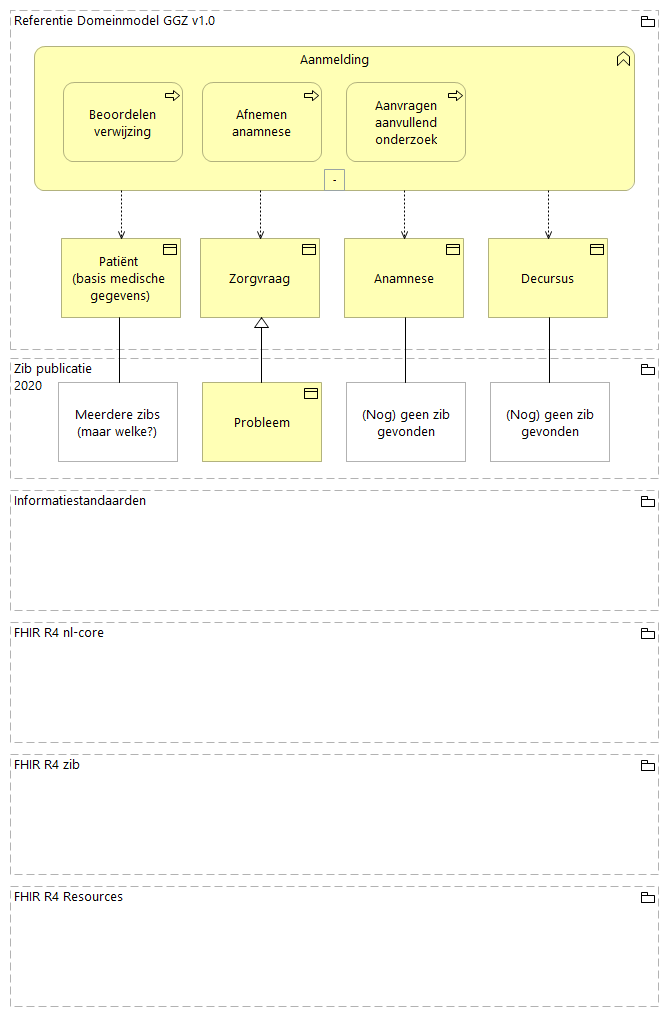 Referentie Domeinmodel GGZ v1.0
Aanmelding
Beoordelen
verwijzing
Afnemen
anamnese
Aanvragen
aanvullend
onderzoek
-
Patiënt
(basis medische
gegevens)
Zorgvraag
Anamnese
Decursus
Zib publicatie
2020
Meerdere zibs
(maar welke?)
Probleem
(Nog) geen zib
gevonden
(Nog) geen zib
gevonden
Informatiestandaarden
FHIR R4 nl-core
FHIR R4 zib
FHIR R4 Resources